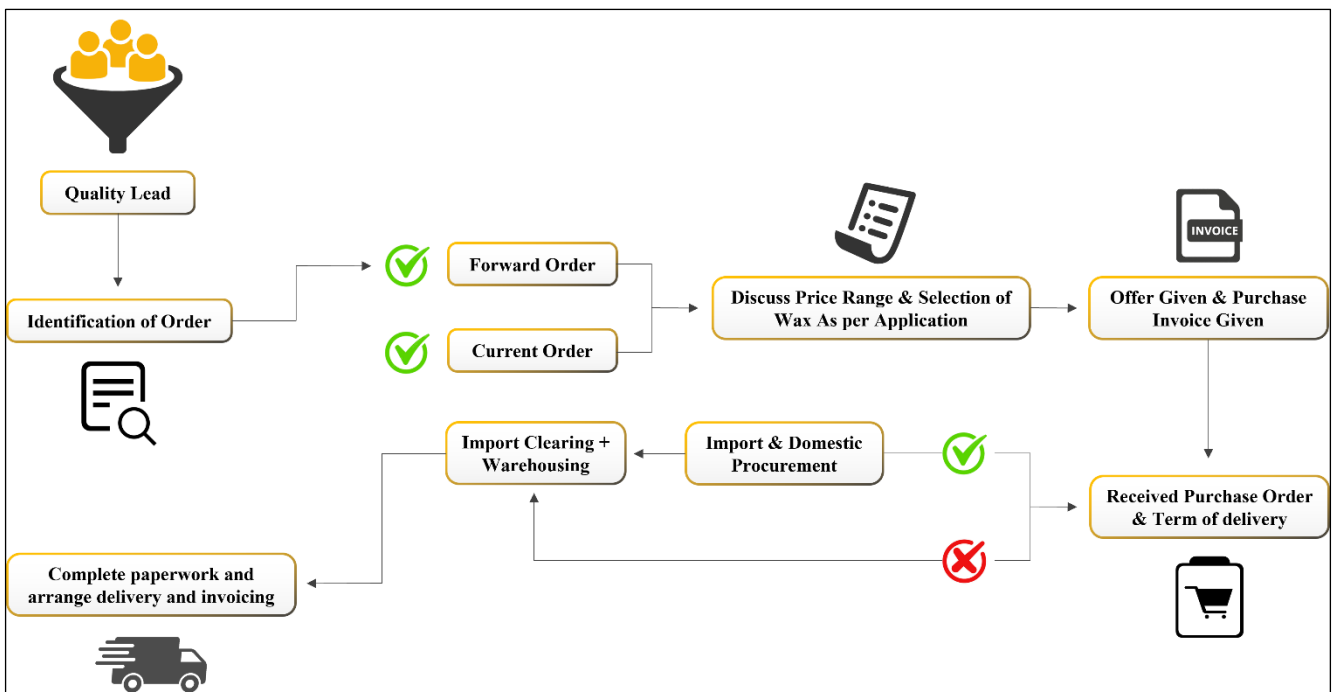 Quality Lead
Identification of Order
Forward Order
Current Order
Discuss Price Range & Selection of
Wax As per Application
INVOICE
Offer Given & Purchase
Invoice Given
Received Purchase Order
& Term of delivery
Import & Domestic
Procurement
Import Clearing +
Warehousing
Complete paperwork and
arrange delivery and invoicing